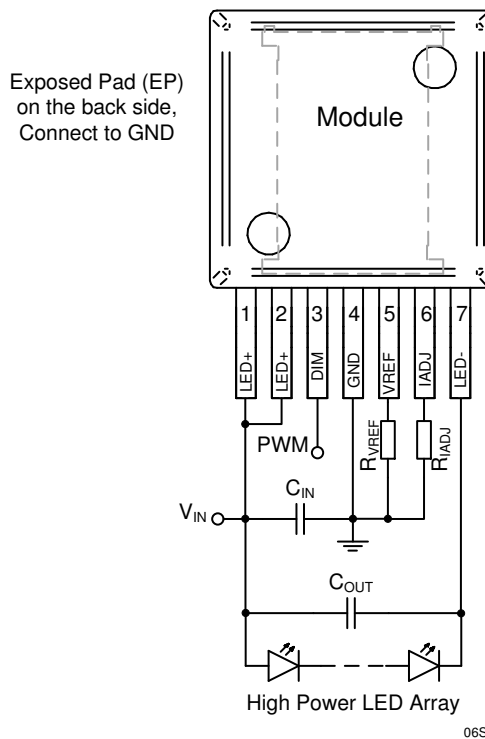 Exposed Pad (EP)
on the back side,
Connect to GND
Module
1 2 3 4 5 6 7
LED+ LED+ DIM GND VREF IADJ LED-
PWM
RVREF
RIADJ
CIN
VIN
COUT
High Power LED Array
06S